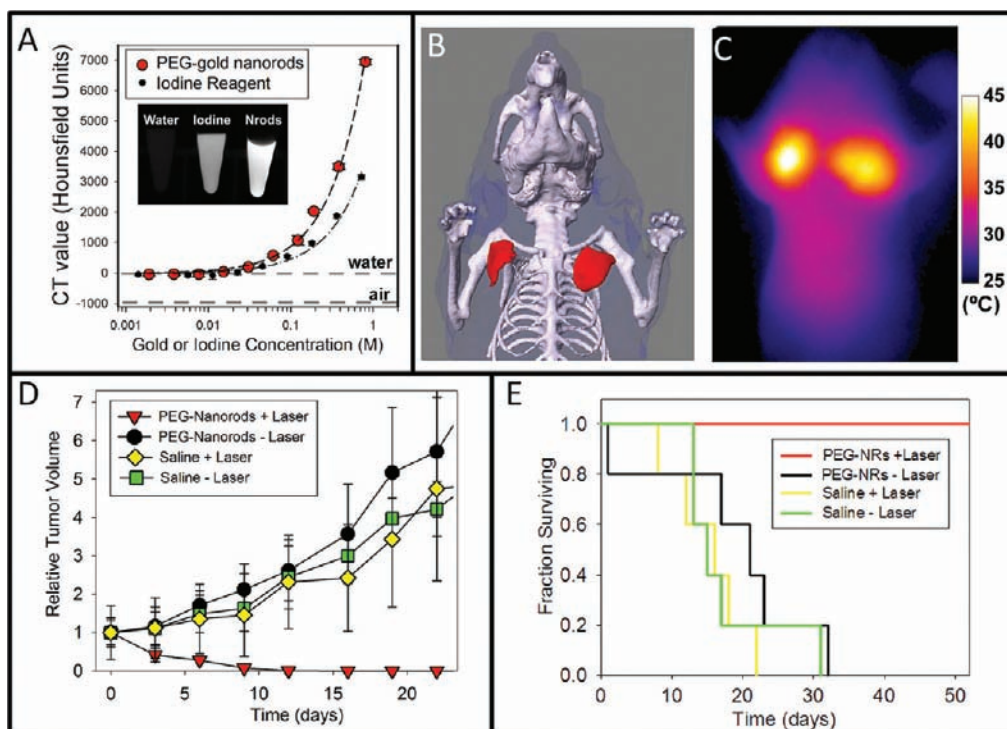 A
CT value (Hounsfield Units)
7000
6000
5000
4000
3000
2000
1000
0
-1000
PEG-gold nanorods
Iodine Reagent
Water Iodine Nrods
water
air
0.001 0.01 0.1 1
Gold or Iodine Concentration (M)
B
C
45
40
35
30
25
(ºC)
D
Relative Tumor Volume
7
6
5
4
3
2
1
0
PEG-Nanorods + Laser
PEG-Nanorods - Laser
Saline + Laser
Saline - Laser
0 5 10 15 20
Time (days)
E
Fraction Surviving
1.0
0.8
0.6
0.4
0.2
0.0
PEG-NRs +Laser
PEG-NRs - Laser
Saline + Laser
Saline - Laser
0 10 20 30 40 50
Time (days)